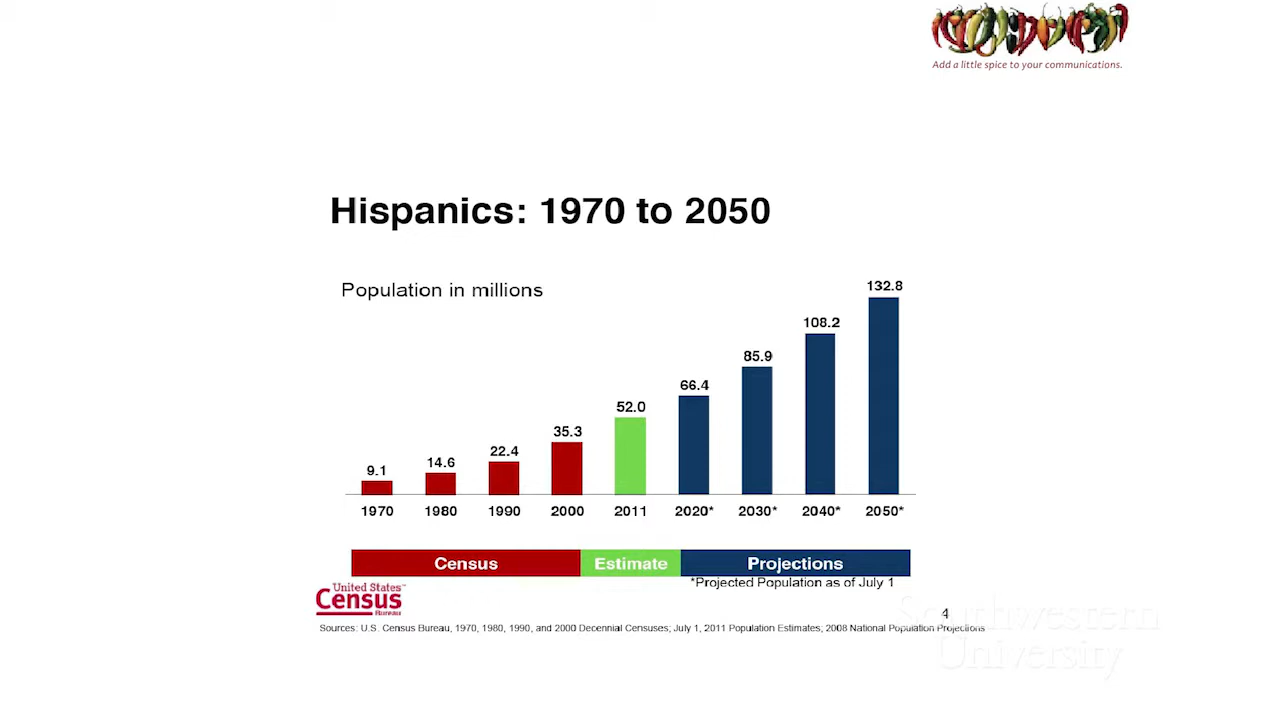 Add a little spice to your communications.
Hispanics: 1970 to 2050
Population in millions
9.1 14.6 22.4 35.3 52.0 66.4 85.9 108.2 132.8
1970 1980 1990 2000 2011 2020* 2030* 2040* 2050*
Census Estimate Projections
*Projected Population as of July 1
United States™
Census
Bureau
4
Sources: U.S. Census Bureau, 1970, 1980, 1990, and 2000 Decennial Censuses; July 1, 2011 Population Estimates; 2008 National Population Projections
Southwestern
University